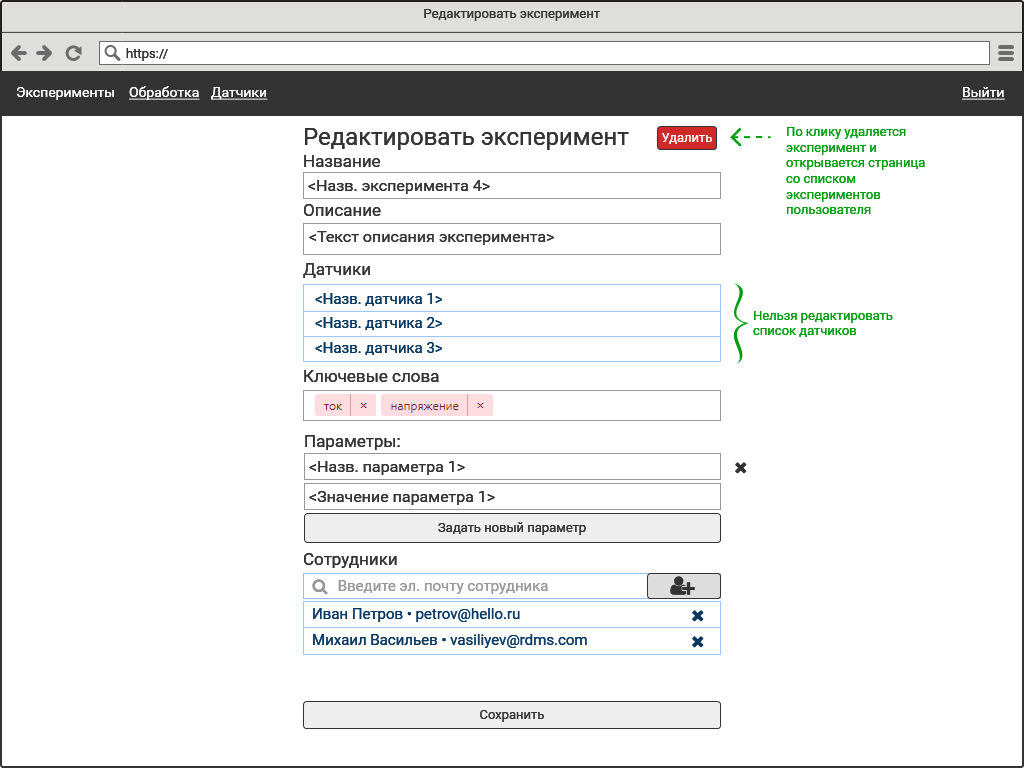 Редактировать эксперимент
https://
Эксперименты Обработка Датчики Выйти
Редактировать эксперимент
Удалить
По клику удаляется
эксперимент и
открывается страница
со списком
экспериментов
пользователя
Название
<Назв. эксперимента 4>
Описание
<Текст описания эксперимента>
Датчики
<Назв. датчика 1>
<Назв. датчика 2>
<Назв. датчика 3>
Нельзя редактировать
список датчиков
Ключевые слова
ток × напряжение ×
Параметры:
<Назв. параметра 1>
<Значение параметра 1>
Задать новый параметр
Сотрудники
Введите эл. почту сотрудника
Иван Петров • petrov@hello.ru
Михаил Васильев • vasiliyev@rdms.com
Сохранить